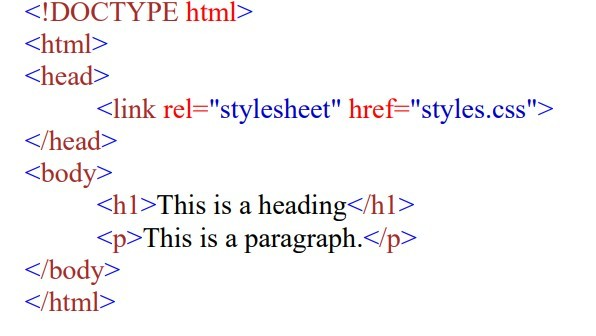 <!DOCTYPE html>
<html>
<head>
<link rel="stylesheet" href="styles.css">
</head>
<body>
<h1>This is a heading</h1>
<p>This is a paragraph.</p>
</body>
</html>